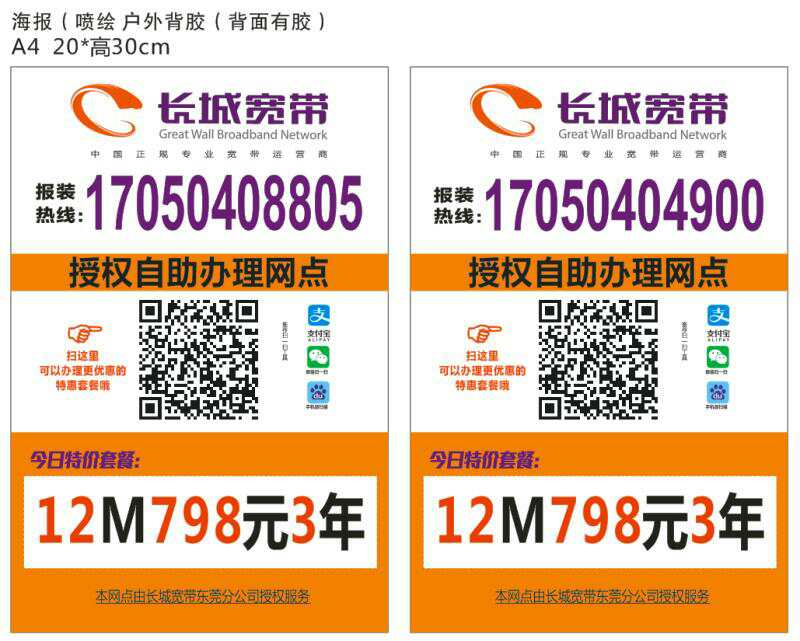 海报（喷绘 户外背胶（背面有胶）
A4 20*高30cm
长城宽带
Great Wall Broadband Network
中国正规专业宽带运营商
报装
热线:
17050408805
授权自助办理网点
扫这里
可以办理更优惠的
特惠套餐哦
支付宝
ALIPAY
du
今日特价套餐:
12M798元3年
本网点由长城宽带东莞分公司授权服务
长城宽带
Great Wall Broadband Network
中国正规专业宽带运营商
报装
热线:
17050404900
授权自助办理网点
扫这里
可以办理更优惠的
特惠套餐哦
支付宝
ALIPAY
du
今日特价套餐:
12M798元3年
本网点由长城宽带东莞分公司授权服务